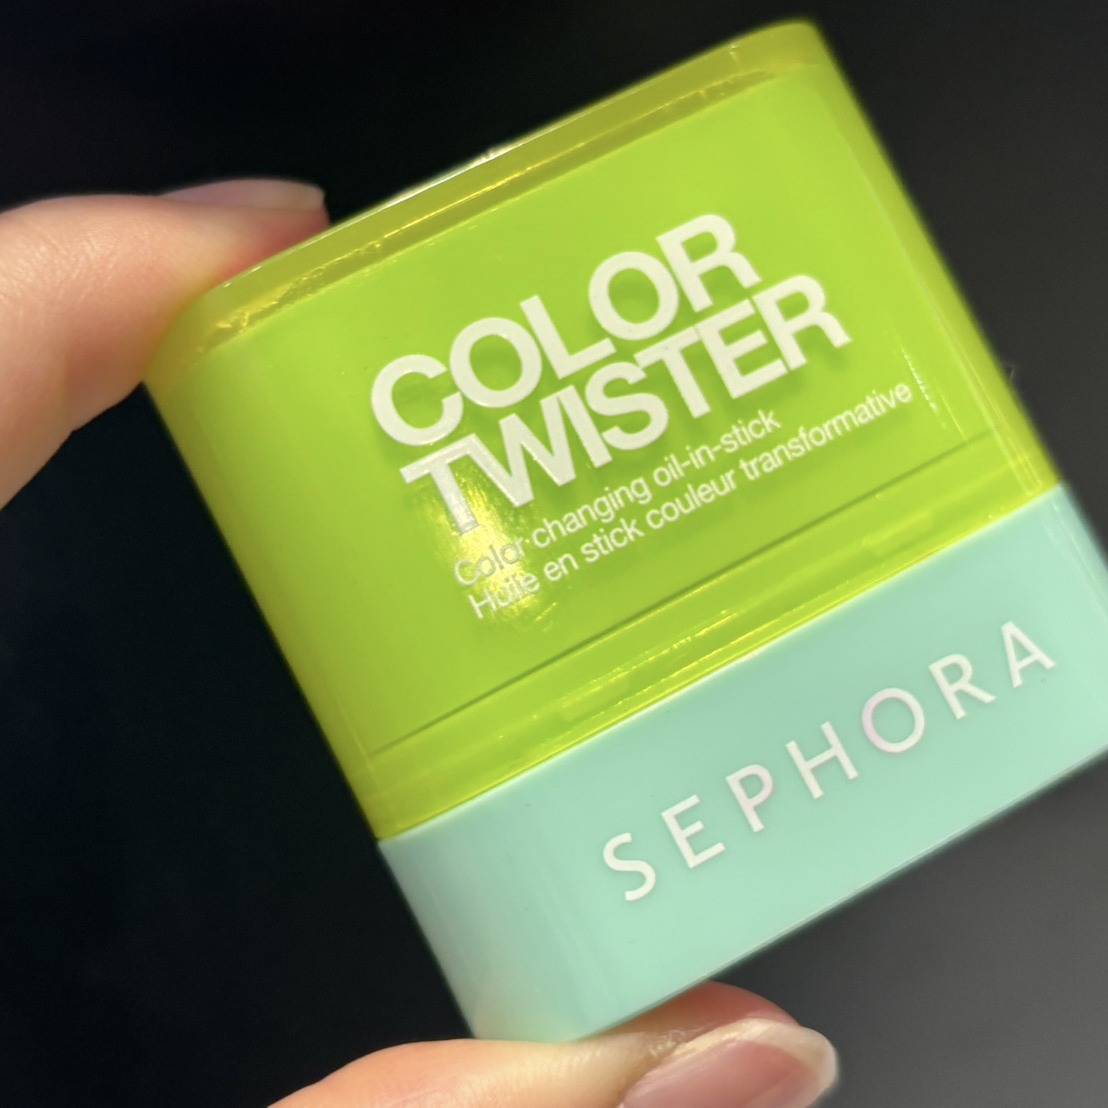 COLOR
TWISTER
Color changing oil-in-stick
Huile en stick couleur transformative
SEPHORA